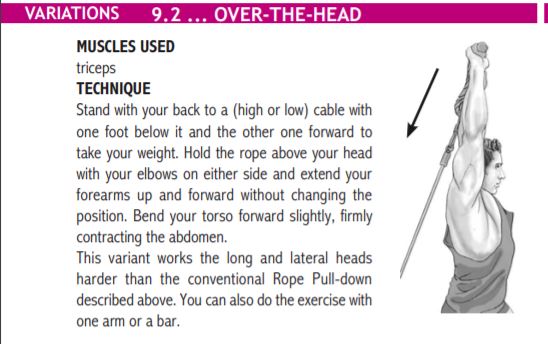 VARIATIONS 9.2 ... OVER-THE-HEAD
MUSCLES USED
triceps
TECHNIQUE
Stand with your back to a (high or low) cable with
one foot below it and the other one forward to
take your weight. Hold the rope above your head
with your elbows on either side and extend your
forearms up and forward without changing the
position. Bend your torso forward slightly, firmly
contracting the abdomen.
This variant works the long and lateral heads
harder than the conventional Rope Pull-down
described above. You can also do the exercise with
one arm or a bar.